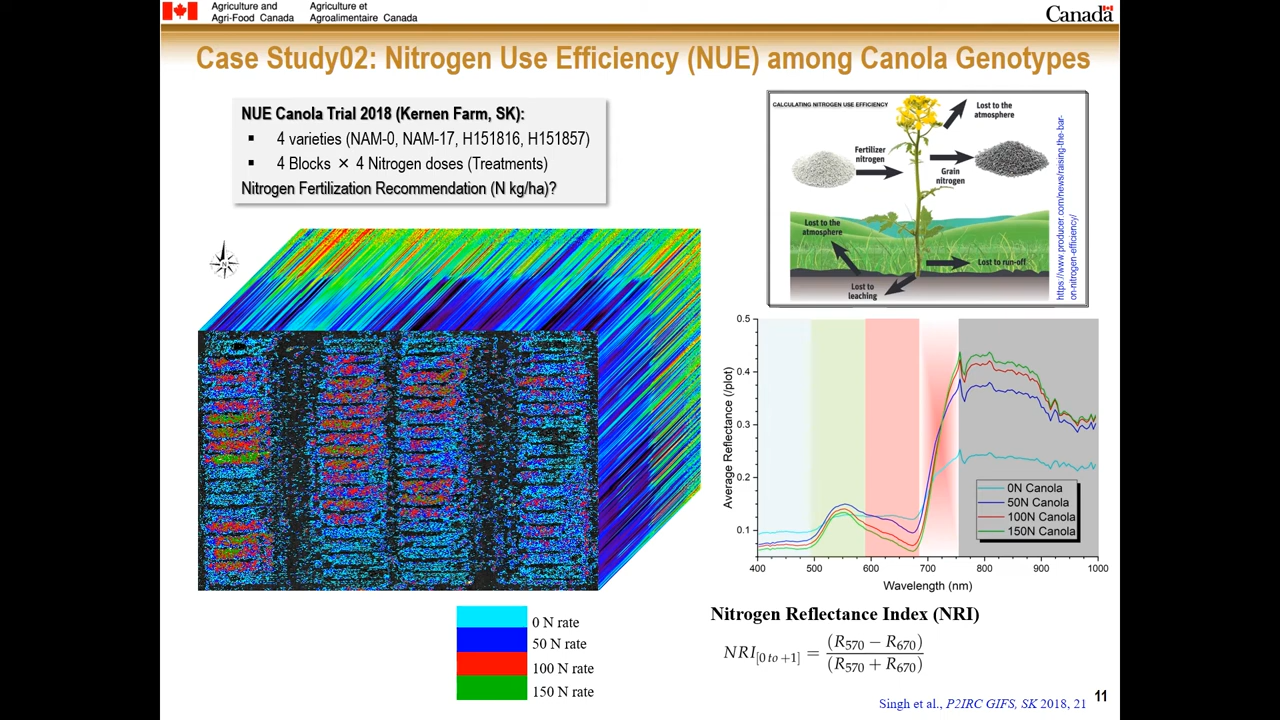 Agriculture and
Agri-Food Canada
Agriculture et
Agroalimentaire Canada
Canada
Case Study02: Nitrogen Use Efficiency (NUE) among Canola Genotypes
NUE Canola Trial 2018 (Kernen Farm, SK):
▪ 4 varieties (NAM-0, NAM-17, H151816, H151857)
▪ 4 Blocks × 4 Nitrogen doses (Treatments)
Nitrogen Fertilization Recommendation (N kg/ha)?
CALCULATING NITROGEN USE EFFICIENCY
Lost to the
atmosphere
Fertilizer
nitrogen
Grain
nitrogen
Lost to the
atmosphere
Lost to run-off
Lost to
leaching
https://www.producer.com/news/raising-the-bar-
on-nitrogen-efficiency/
N
0 N rate
50 N rate
100 N rate
150 N rate
Average Reflectance (/plot)
0.5
0.4
0.3
0.2
0.1
0N Canola
50N Canola
100N Canola
150N Canola
400 500 600 700 800 900 1000
Wavelength (nm)
Nitrogen Reflectance Index (NRI)
NRI[0 to +1] = (R570 − R670)
(R570 + R670)
Singh et al., P2IRC GIFS, SK 2018, 21
11